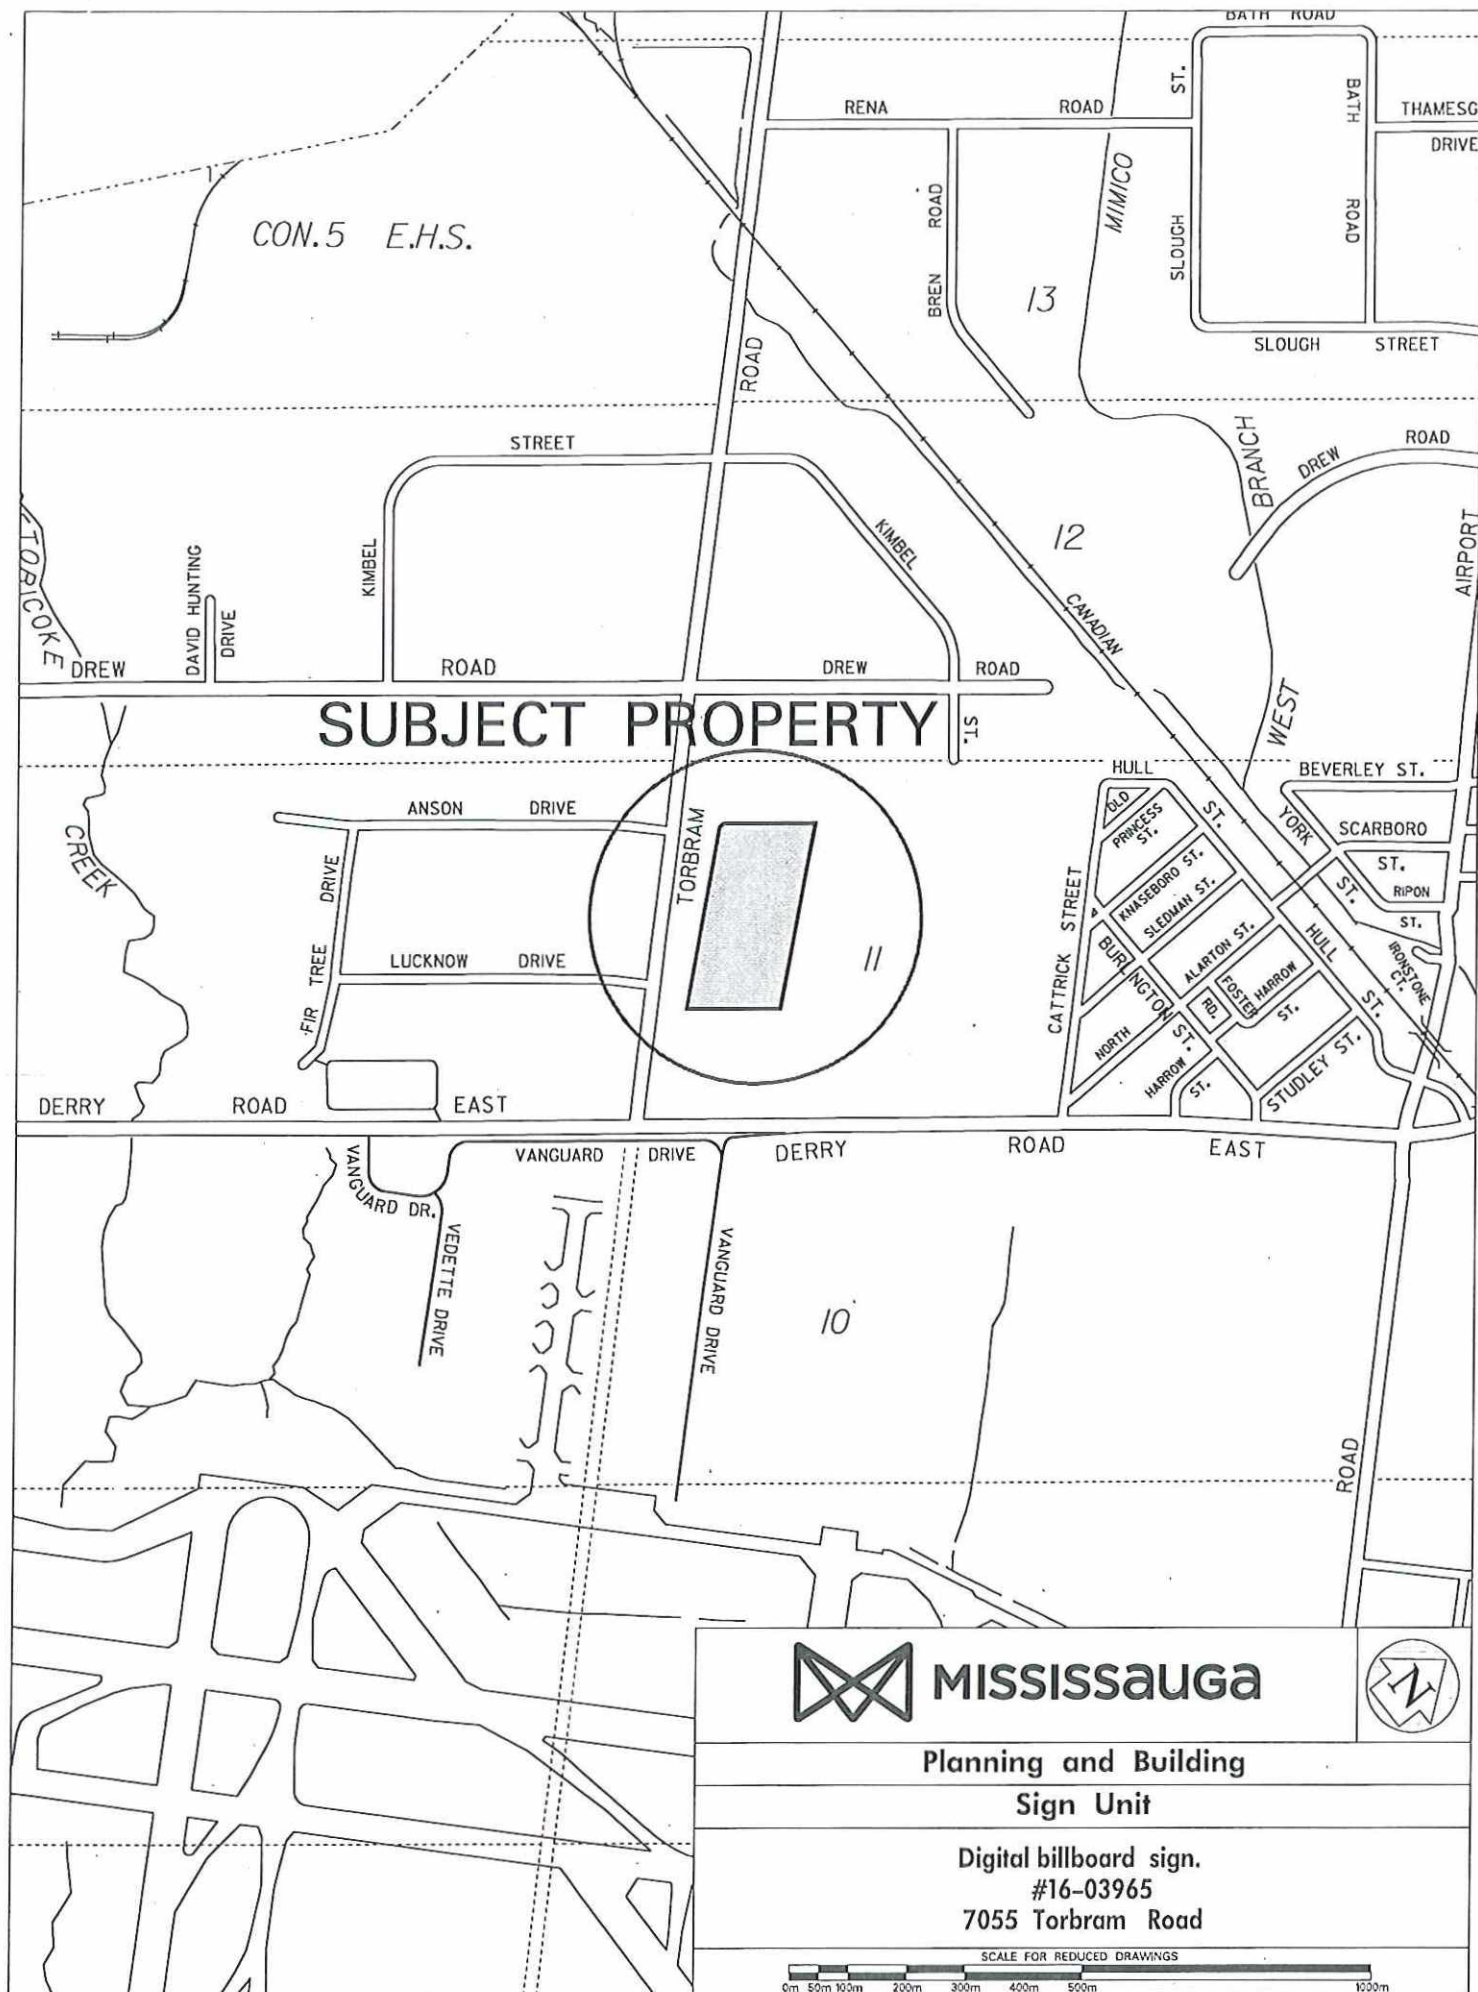 BATH ROAD
RENA ROAD
ST.
BATH
THAMESG
DRIVE
CON.5 E.H.S.
MIMICO
BREN ROAD
SLOUGH
ROAD
13
SLOUGH STREET
ROAD
STREET
BRANCH
DREW
ROAD
KIMBEL
KIMBEL
12
AIRPORT
TOBICOKE
DAVID HUNTING
DRIVE
CANADIAN
DREW
ROAD
DREW
ROAD
SUBJECT PROPERTY
ST.
WEST
HULL
BEVERLEY ST.
ANSON DRIVE
TORBRAM
OLD
PRINCESS
ST.
ST.
YORK
SCARBORO
ST.
CREEK
DRIVE
KNASEBORO ST.
SLEDMAN ST.
ST.
RIPON
ST.
CATTRICK STREET
LUCKNOW DRIVE
11
FIR TREE
BURLINGTON
ST.
ALARTON ST.
HULL
ST.
IRONSTONE
CT.
FOSTER
RD.
HARROW
ST.
NORTH
HARROW
ST.
STUDLEY ST.
DERRY ROAD EAST
VANGUARD DRIVE
DERRY ROAD EAST
VANGUARD DR.
VEDETTE DRIVE
VANGUARD DRIVE
10
ROAD
MISSISSauGa
N
Planning and Building
Sign Unit
Digital billboard sign.
#16-03965
7055 Torbram Road
SCALE FOR REDUCED DRAWINGS
0m 50m 100m 200m 300m 400m 500m 1000m